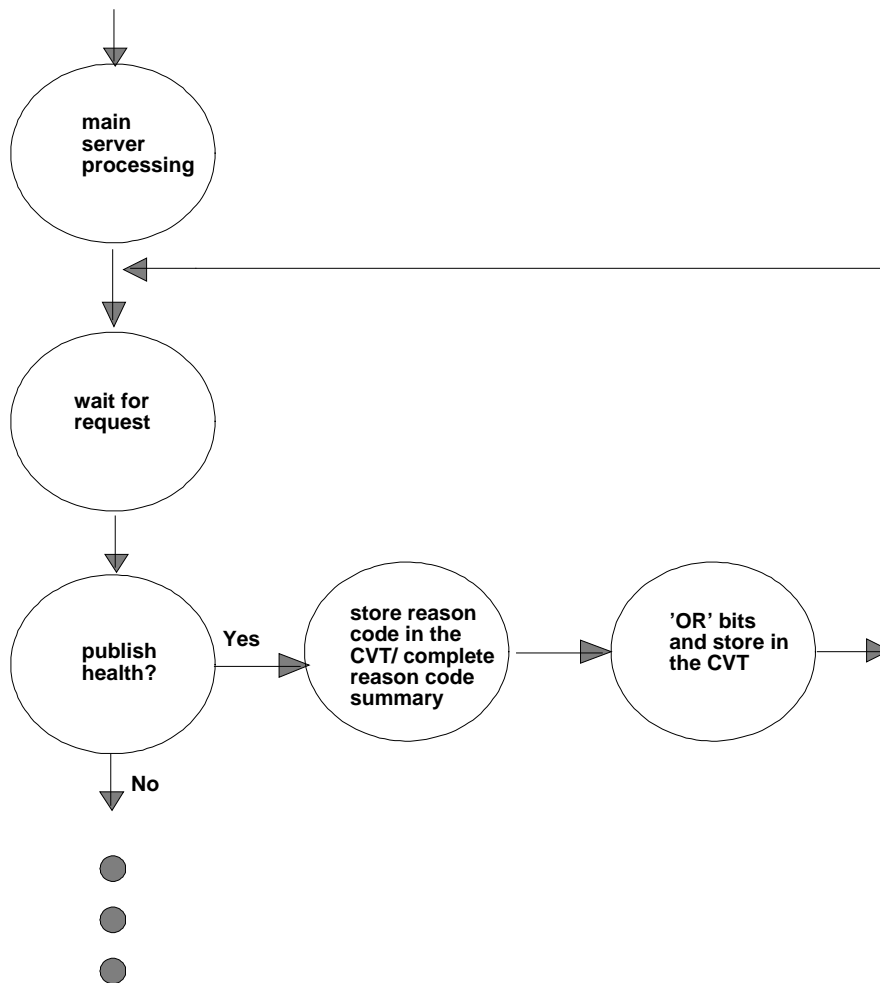 main
server
processing
wait for
request
publish
health?
Yes
store reason
code in the
CVT/ complete
reason code
summary
’OR’ bits
and store in
the CVT
No